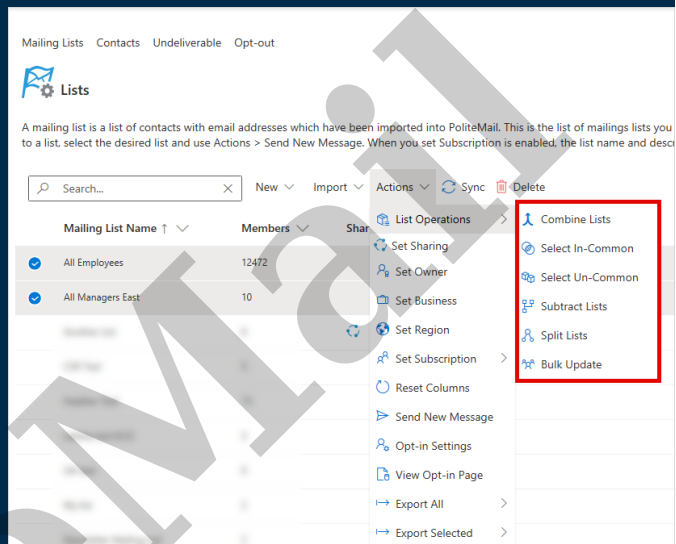 Mailing Lists Contacts Undeliverable Opt-out
Lists
A mailing list is a list of contacts with email addresses which have been imported into PoliteMail. This is the list of mailings lists you
to a list, select the desired list and use Actions > Send New Message. When you set Subscription is enabled, the list name and descri
Search... New Import Actions Sync Delete
Mailing List Name ↑ Members Shar List Operations Combine Lists
Set Sharing Select In-Common
All Employees 12472 Set Owner Select Un-Common
All Managers East 10 Set Business Subtract Lists
Set Region Split Lists
Set Subscription Bulk Update
Reset Columns
Send New Message
Opt-in Settings
View Opt-in Page
Export All
Export Selected
Mail